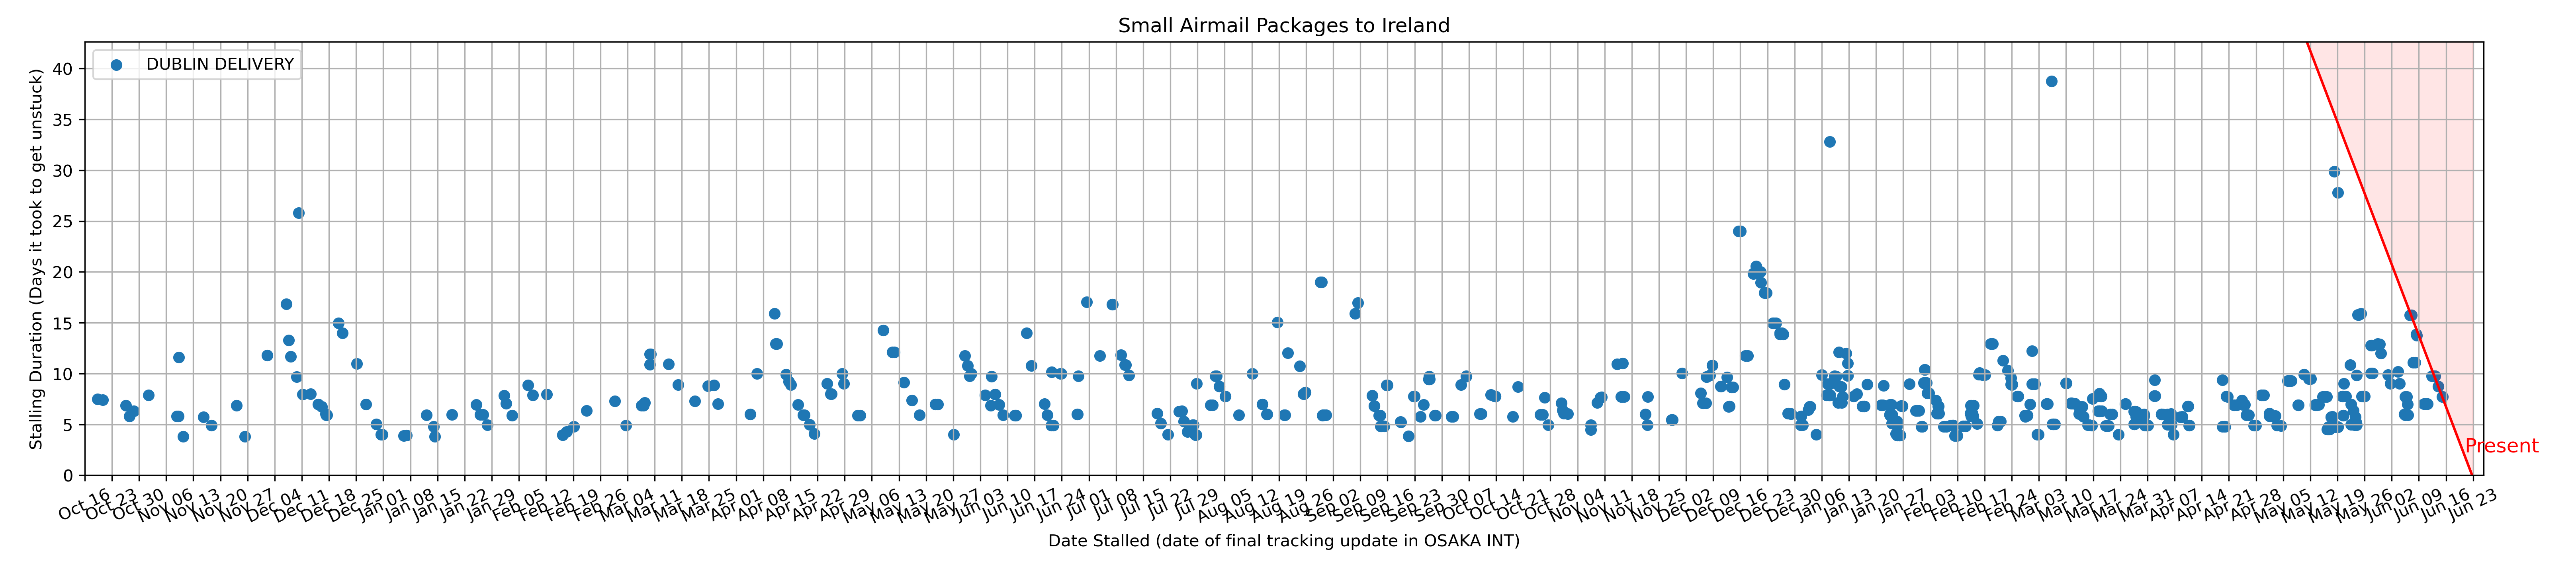 Small Airmail Packages to Ireland
DUBLIN DELIVERY
Stalling Duration (Days it took to get unstuck)
40
35
30
25
20
15
10
5
0
Present
Oct 16
Oct 23
Oct 30
Nov 06
Nov 13
Nov 20
Nov 27
Dec 04
Dec 11
Dec 18
Dec 25
Jan 01
Jan 08
Jan 15
Jan 22
Jan 29
Feb 05
Feb 12
Feb 19
Feb 26
Mar 04
Mar 11
Mar 18
Mar 25
Apr 01
Apr 08
Apr 15
Apr 22
Apr 29
May 06
May 13
May 20
May 27
Jun 03
Jun 10
Jun 17
Jun 24
Jul 01
Jul 08
Jul 15
Jul 22
Jul 29
Aug 05
Aug 12
Aug 19
Aug 26
Sep 02
Sep 09
Sep 16
Sep 23
Sep 30
Oct 07
Oct 14
Oct 21
Oct 28
Nov 04
Nov 11
Nov 18
Nov 25
Dec 02
Dec 09
Dec 16
Dec 23
Dec 30
Jan 06
Jan 13
Jan 20
Jan 27
Feb 03
Feb 10
Feb 17
Feb 24
Mar 03
Mar 10
Mar 17
Mar 24
Mar 31
Apr 07
Apr 14
Apr 21
Apr 28
May 05
May 12
May 19
May 26
Jun 02
Jun 09
Jun 16
Jun 23
Date Stalled (date of final tracking update in OSAKA INT)